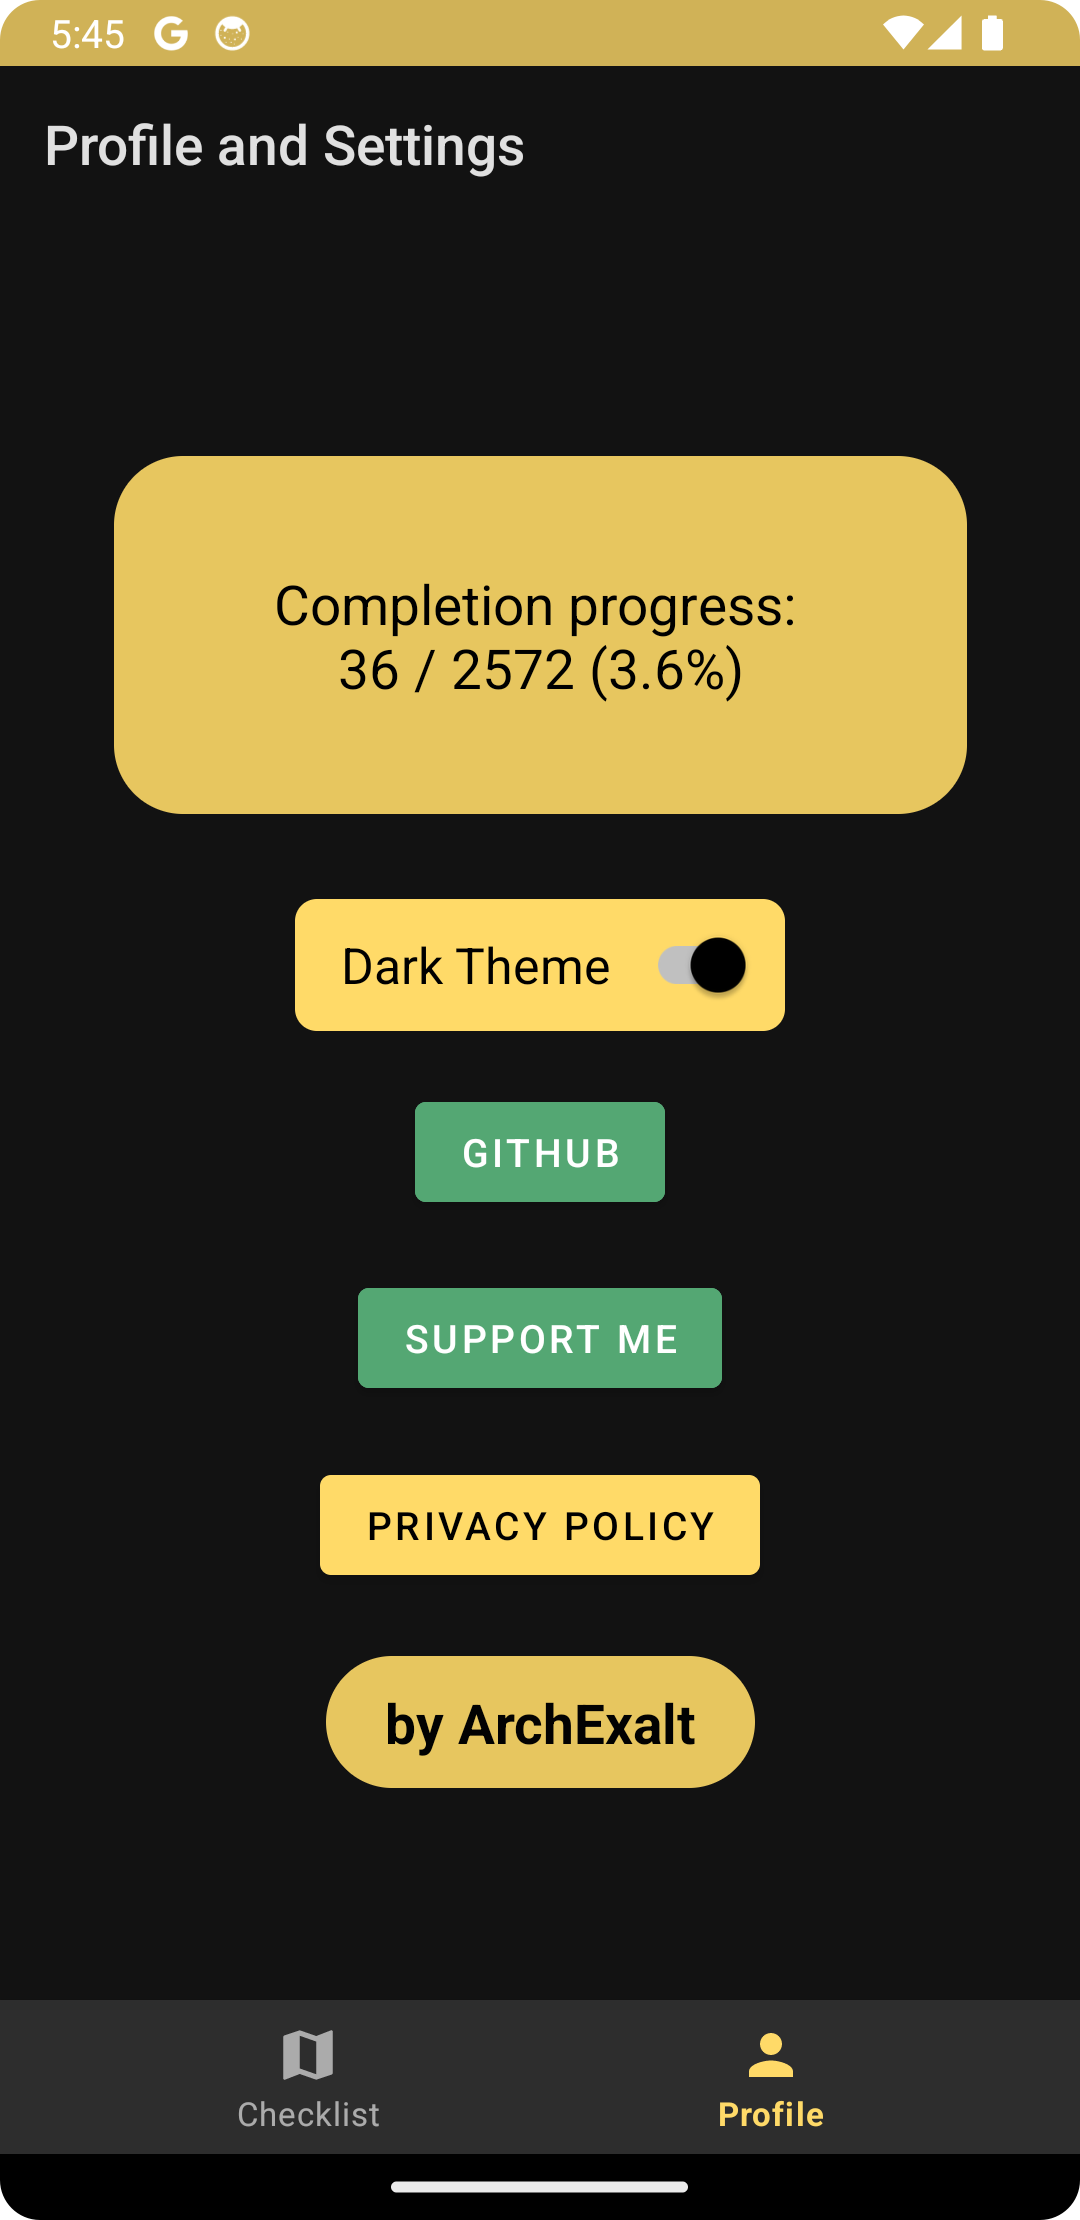 5:45
Profile and Settings
Completion progress:
36 / 2572 (3.6%)
Dark Theme
GITHUB
SUPPORT ME
PRIVACY POLICY
by ArchExalt
Checklist
Profile